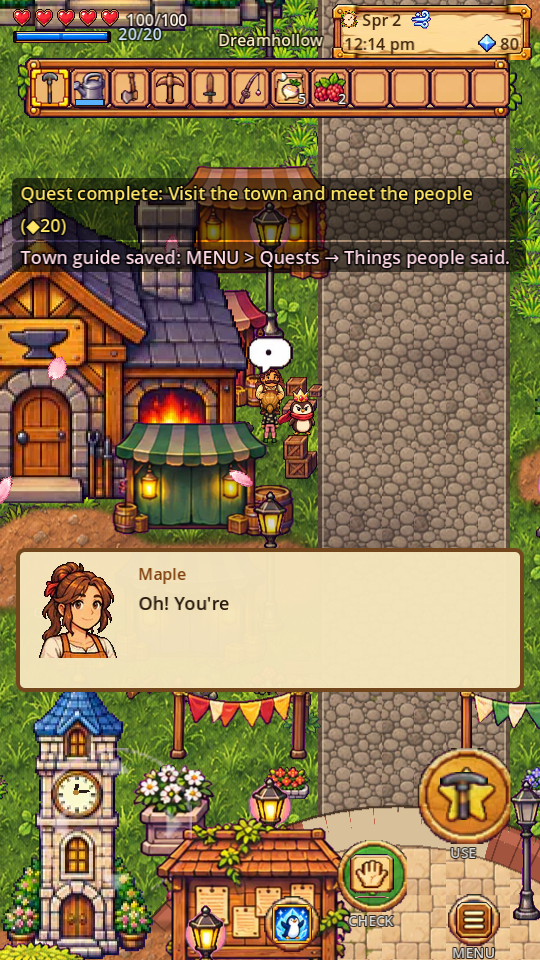 100/100
20/20
Dreamhollow
Spr 2
12:14 pm
80
5
2
Quest complete: Visit the town and meet the people
(◆20)
Town guide saved: MENU > Quests → Things people said.
Maple
Oh! You're
USE
CHECK
MENU